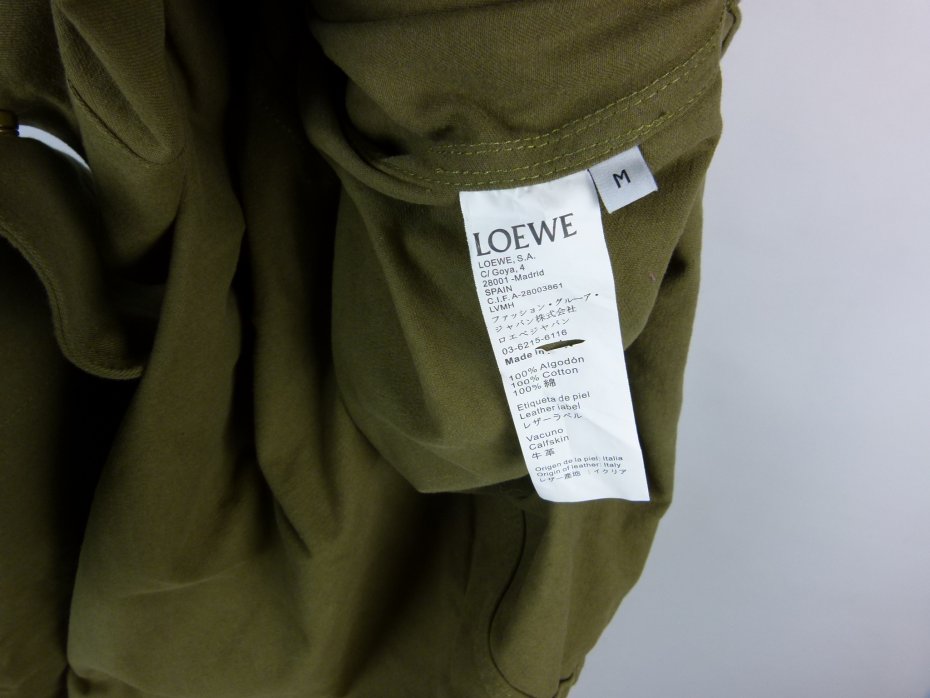 M
LOEWE
LOEWE, S.A.
C/ Goya, 4
28001 -Madrid
SPAIN
C.I.F. A-28003861
LVMH
ファッション・グループ・
ジャパン株式会社
ロエベジャパン
03-6215-6116
Made in
100% Algodón
100% Cotton
100% 綿
Etiqueta de piel
Leather label
レザーラベル
Vacuno
Calfskin
牛革
Origen de la piel: Italia
Origin of leather: Italy
レザー産地 : イタリア